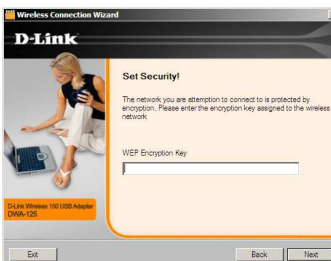 Wireless Connection Wizard
D-Link
Set Security!
The network you are attemption to connect to is protected by
encryption. Please enter the encryption key assigned to the wireless
network
WEP Encryption Key
D-Link Wireless 150 USB Adapter
DWA-125
Exit
Back
Next